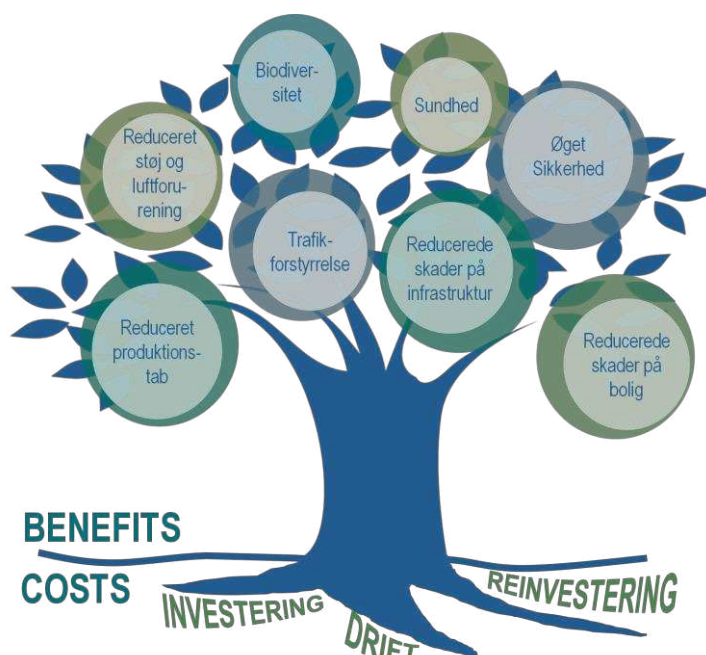 Biodiver-
sitet
Sundhed
Reduceret
støj og
luftforu-
rening
Øget
Sikkerhed
Trafik-
forstyrrelse
Reducerede
skader på
infrastruktur
Reduceret
produktions-
tab
Reducerede
skader på
bolig
BENEFITS
COSTS
INVESTERING
DRIFT
REINVESTERING